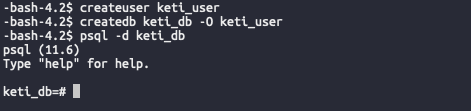 -bash-4.2$ createuser keti_user
-bash-4.2$ createdb keti_db -O keti_user
-bash-4.2$ psql -d keti_db
psql (11.6)
Type "help" for help.
keti_db=#